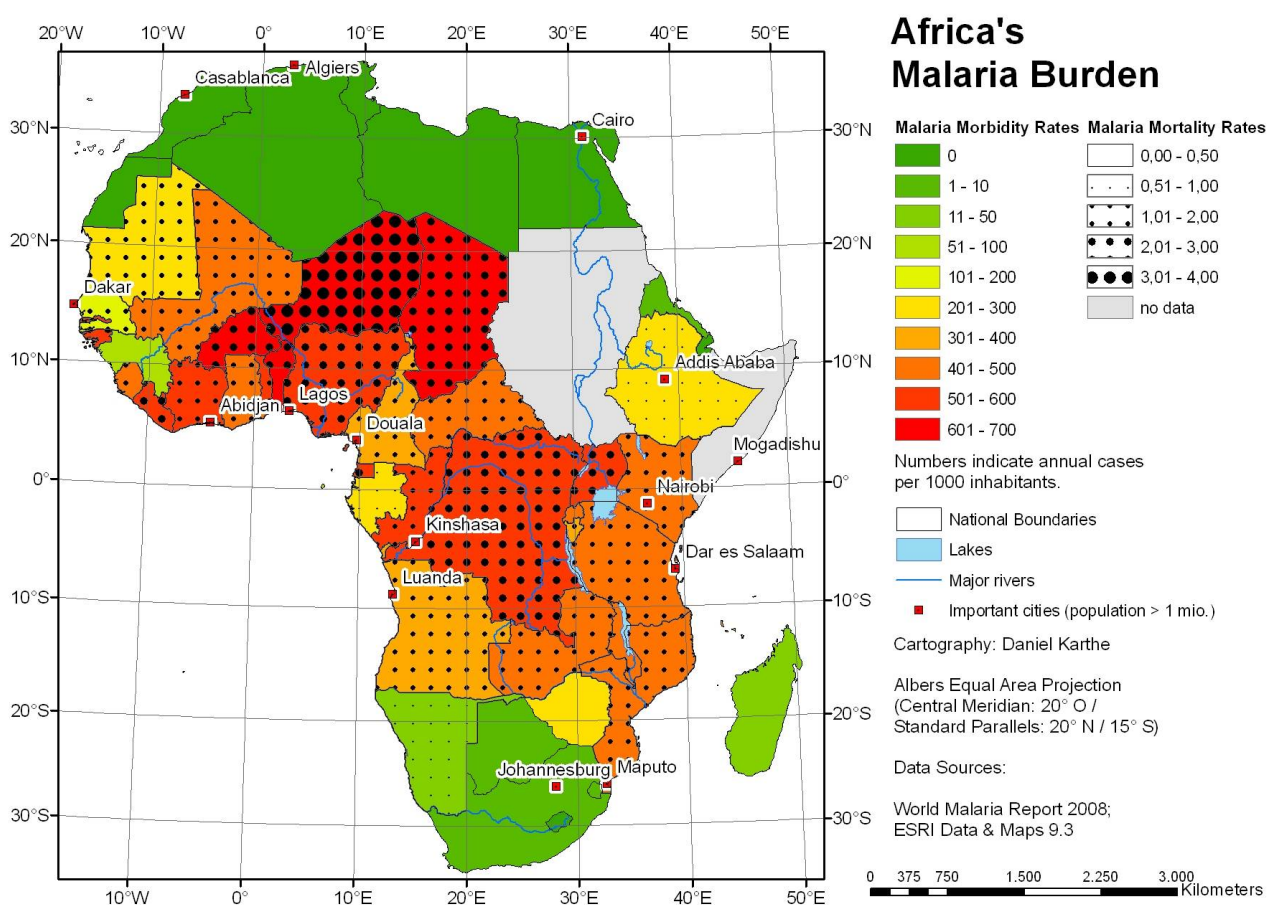 Africa's
Malaria Burden
20°W 10°W 0° 10°E 20°E 30°E 40°E 50°E
Casablanca
Algiers
Cairo
30°N
30°N
20°N
20°N
Dakar
10°N
10°N
Addis Ababa
Abidjan
Lagos
Douala
Mogadishu
0°
0°
Nairobi
Kinshasa
Dar es Salaam
Luanda
10°S
10°S
20°S
20°S
Johannesburg
Maputo
30°S
30°S
10°W 0° 10°E 20°E 30°E 40°E 50°E
Malaria Morbidity Rates
0
1 - 10
11 - 50
51 - 100
101 - 200
201 - 300
301 - 400
401 - 500
501 - 600
601 - 700
Malaria Mortality Rates
0,00 - 0,50
0,51 - 1,00
1,01 - 2,00
2,01 - 3,00
3,01 - 4,00
no data
Numbers indicate annual cases
per 1000 inhabitants.
National Boundaries
Lakes
Major rivers
Important cities (population > 1 mio.)
Cartography: Daniel Karthe
Albers Equal Area Projection
(Central Meridian: 20° O /
Standard Parallels: 20° N / 15° S)
Data Sources:
World Malaria Report 2008;
ESRI Data & Maps 9.3
0 375 750 1.500 2.250 3.000
Kilometers